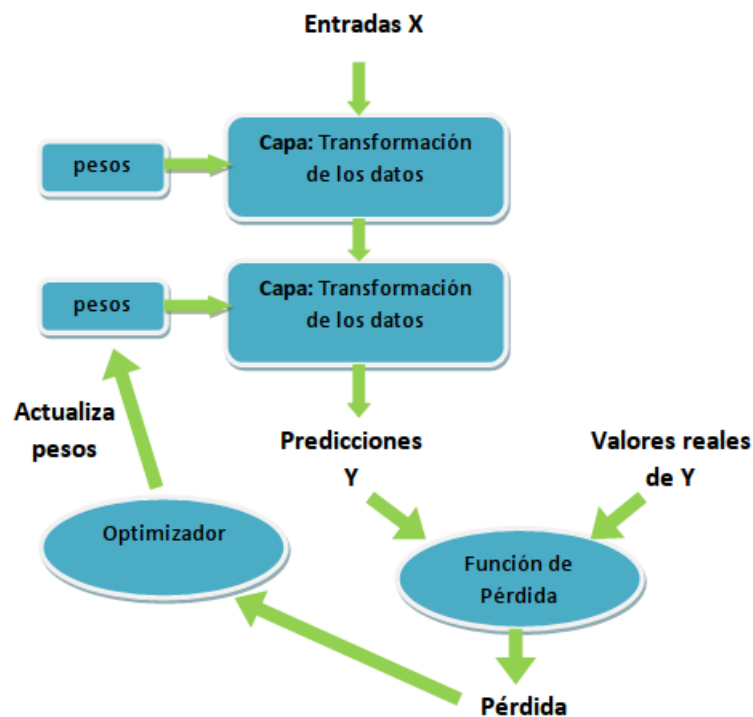 Entradas X
Capa: Transformación
de los datos
pesos
Capa: Transformación
de los datos
pesos
Actualiza
pesos
Predicciones
Y
Valores reales
de Y
Optimizador
Función de
Pérdida
Pérdida